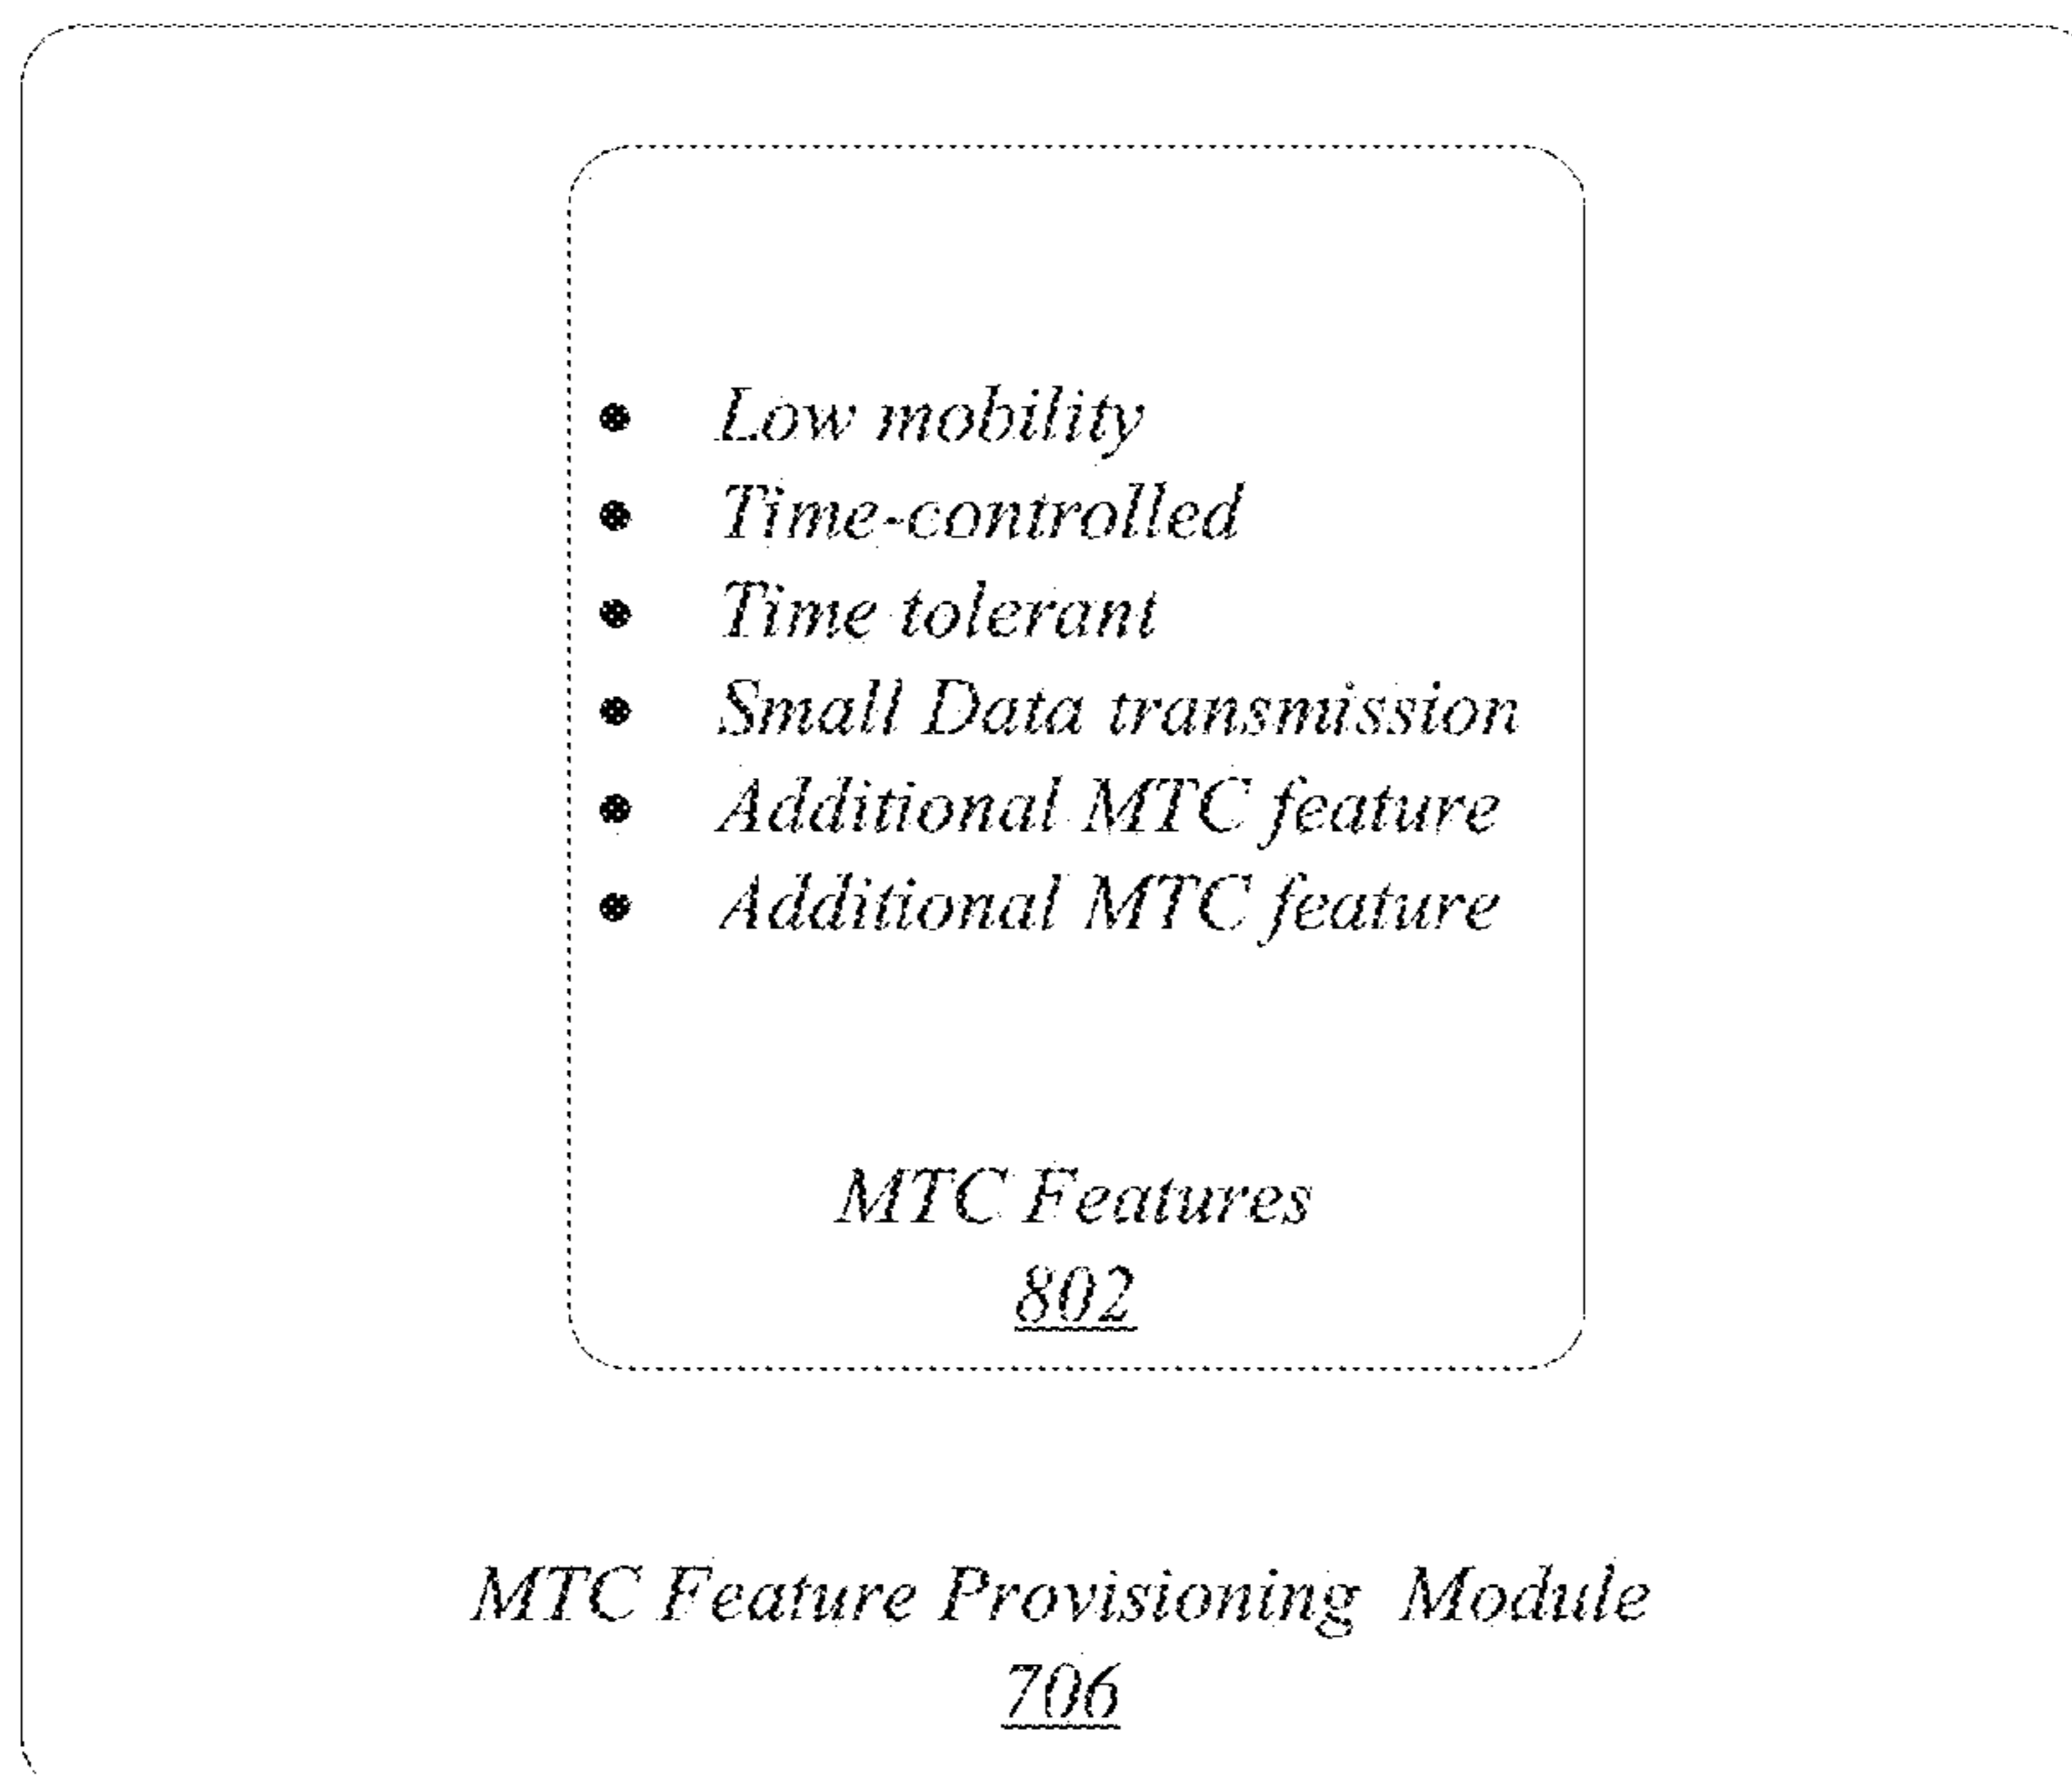 • Low mobility
• Time-controlled
• Time tolerant
• Small Data transmission
• Additional MTC feature
• Additional MTC feature
MTC Features
802
MTC Feature Provisioning Module
706